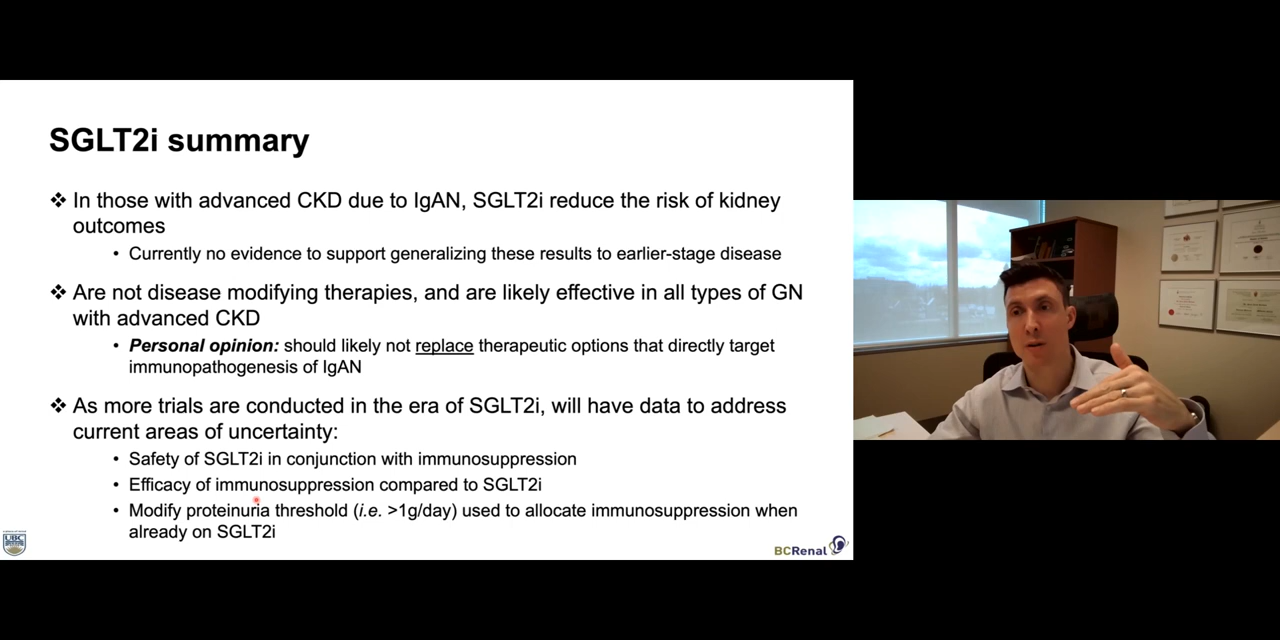 SGLT2i summary
❖ In those with advanced CKD due to IgAN, SGLT2i reduce the risk of kidney
outcomes
• Currently no evidence to support generalizing these results to earlier-stage disease
❖ Are not disease modifying therapies, and are likely effective in all types of GN
with advanced CKD
• Personal opinion: should likely not replace therapeutic options that directly target
immunopathogenesis of IgAN
❖ As more trials are conducted in the era of SGLT2i, will have data to address
current areas of uncertainty:
• Safety of SGLT2i in conjunction with immunosuppression
• Efficacy of immunosuppression compared to SGLT2i
• Modify proteinuria threshold (i.e. >1g/day) used to allocate immunosuppression when
already on SGLT2i
UBC
BCRenal